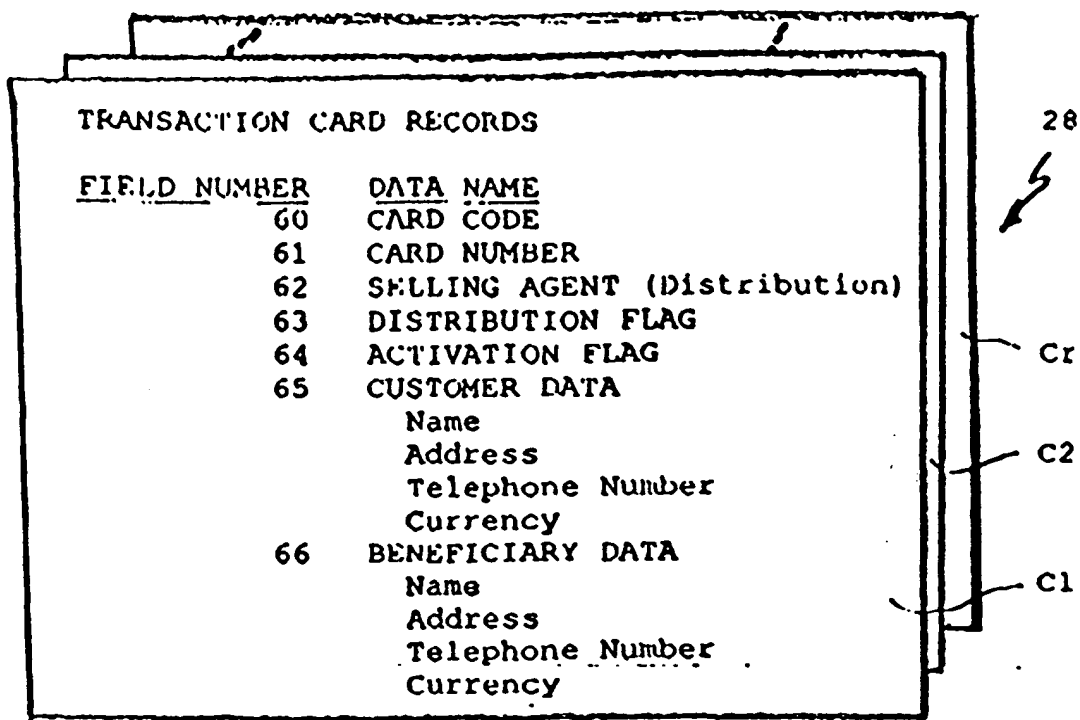 TRANSACTION CARD RECORDS
28
FIELD NUMBER DATA NAME
60 CARD CODE
61 CARD NUMBER
62 SELLING AGENT (Distribution)
63 DISTRIBUTION FLAG
64 ACTIVATION FLAG
Cr
65 CUSTOMER DATA
Name
Address
C2
Telephone Number
Currency
66 BENEFICIARY DATA
Name
C1
Address
Telephone Number
Currency